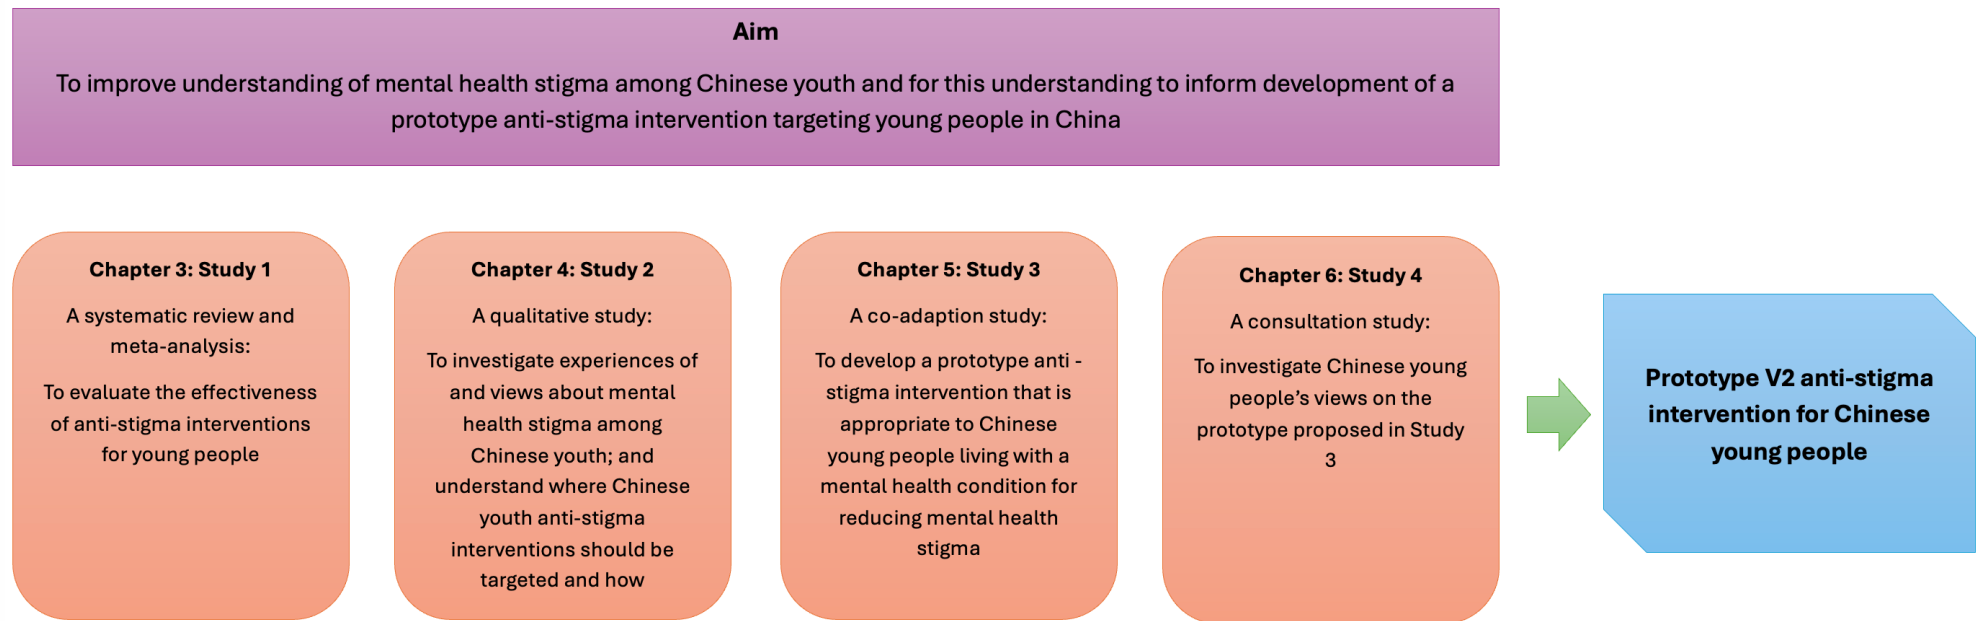 Aim
To improve understanding of mental health stigma among Chinese youth and for this understanding to inform development of a
prototype anti-stigma intervention targeting young people in China
Chapter 3: Study 1
A systematic review and
meta-analysis:
To evaluate the effectiveness
of anti-stigma interventions
for young people
Chapter 4: Study 2
A qualitative study:
To investigate experiences of
and views about mental
health stigma among
Chinese youth; and
understand where Chinese
youth anti-stigma
interventions should be
targeted and how
Chapter 5: Study 3
A co-adaption study:
To develop a prototype anti -
stigma intervention that is
appropriate to Chinese
young people living with a
mental health condition for
reducing mental health
stigma
Chapter 6: Study 4
A consultation study:
To investigate Chinese young
people’s views on the
prototype proposed in Study
3
Prototype V2 anti-stigma
intervention for Chinese
young people